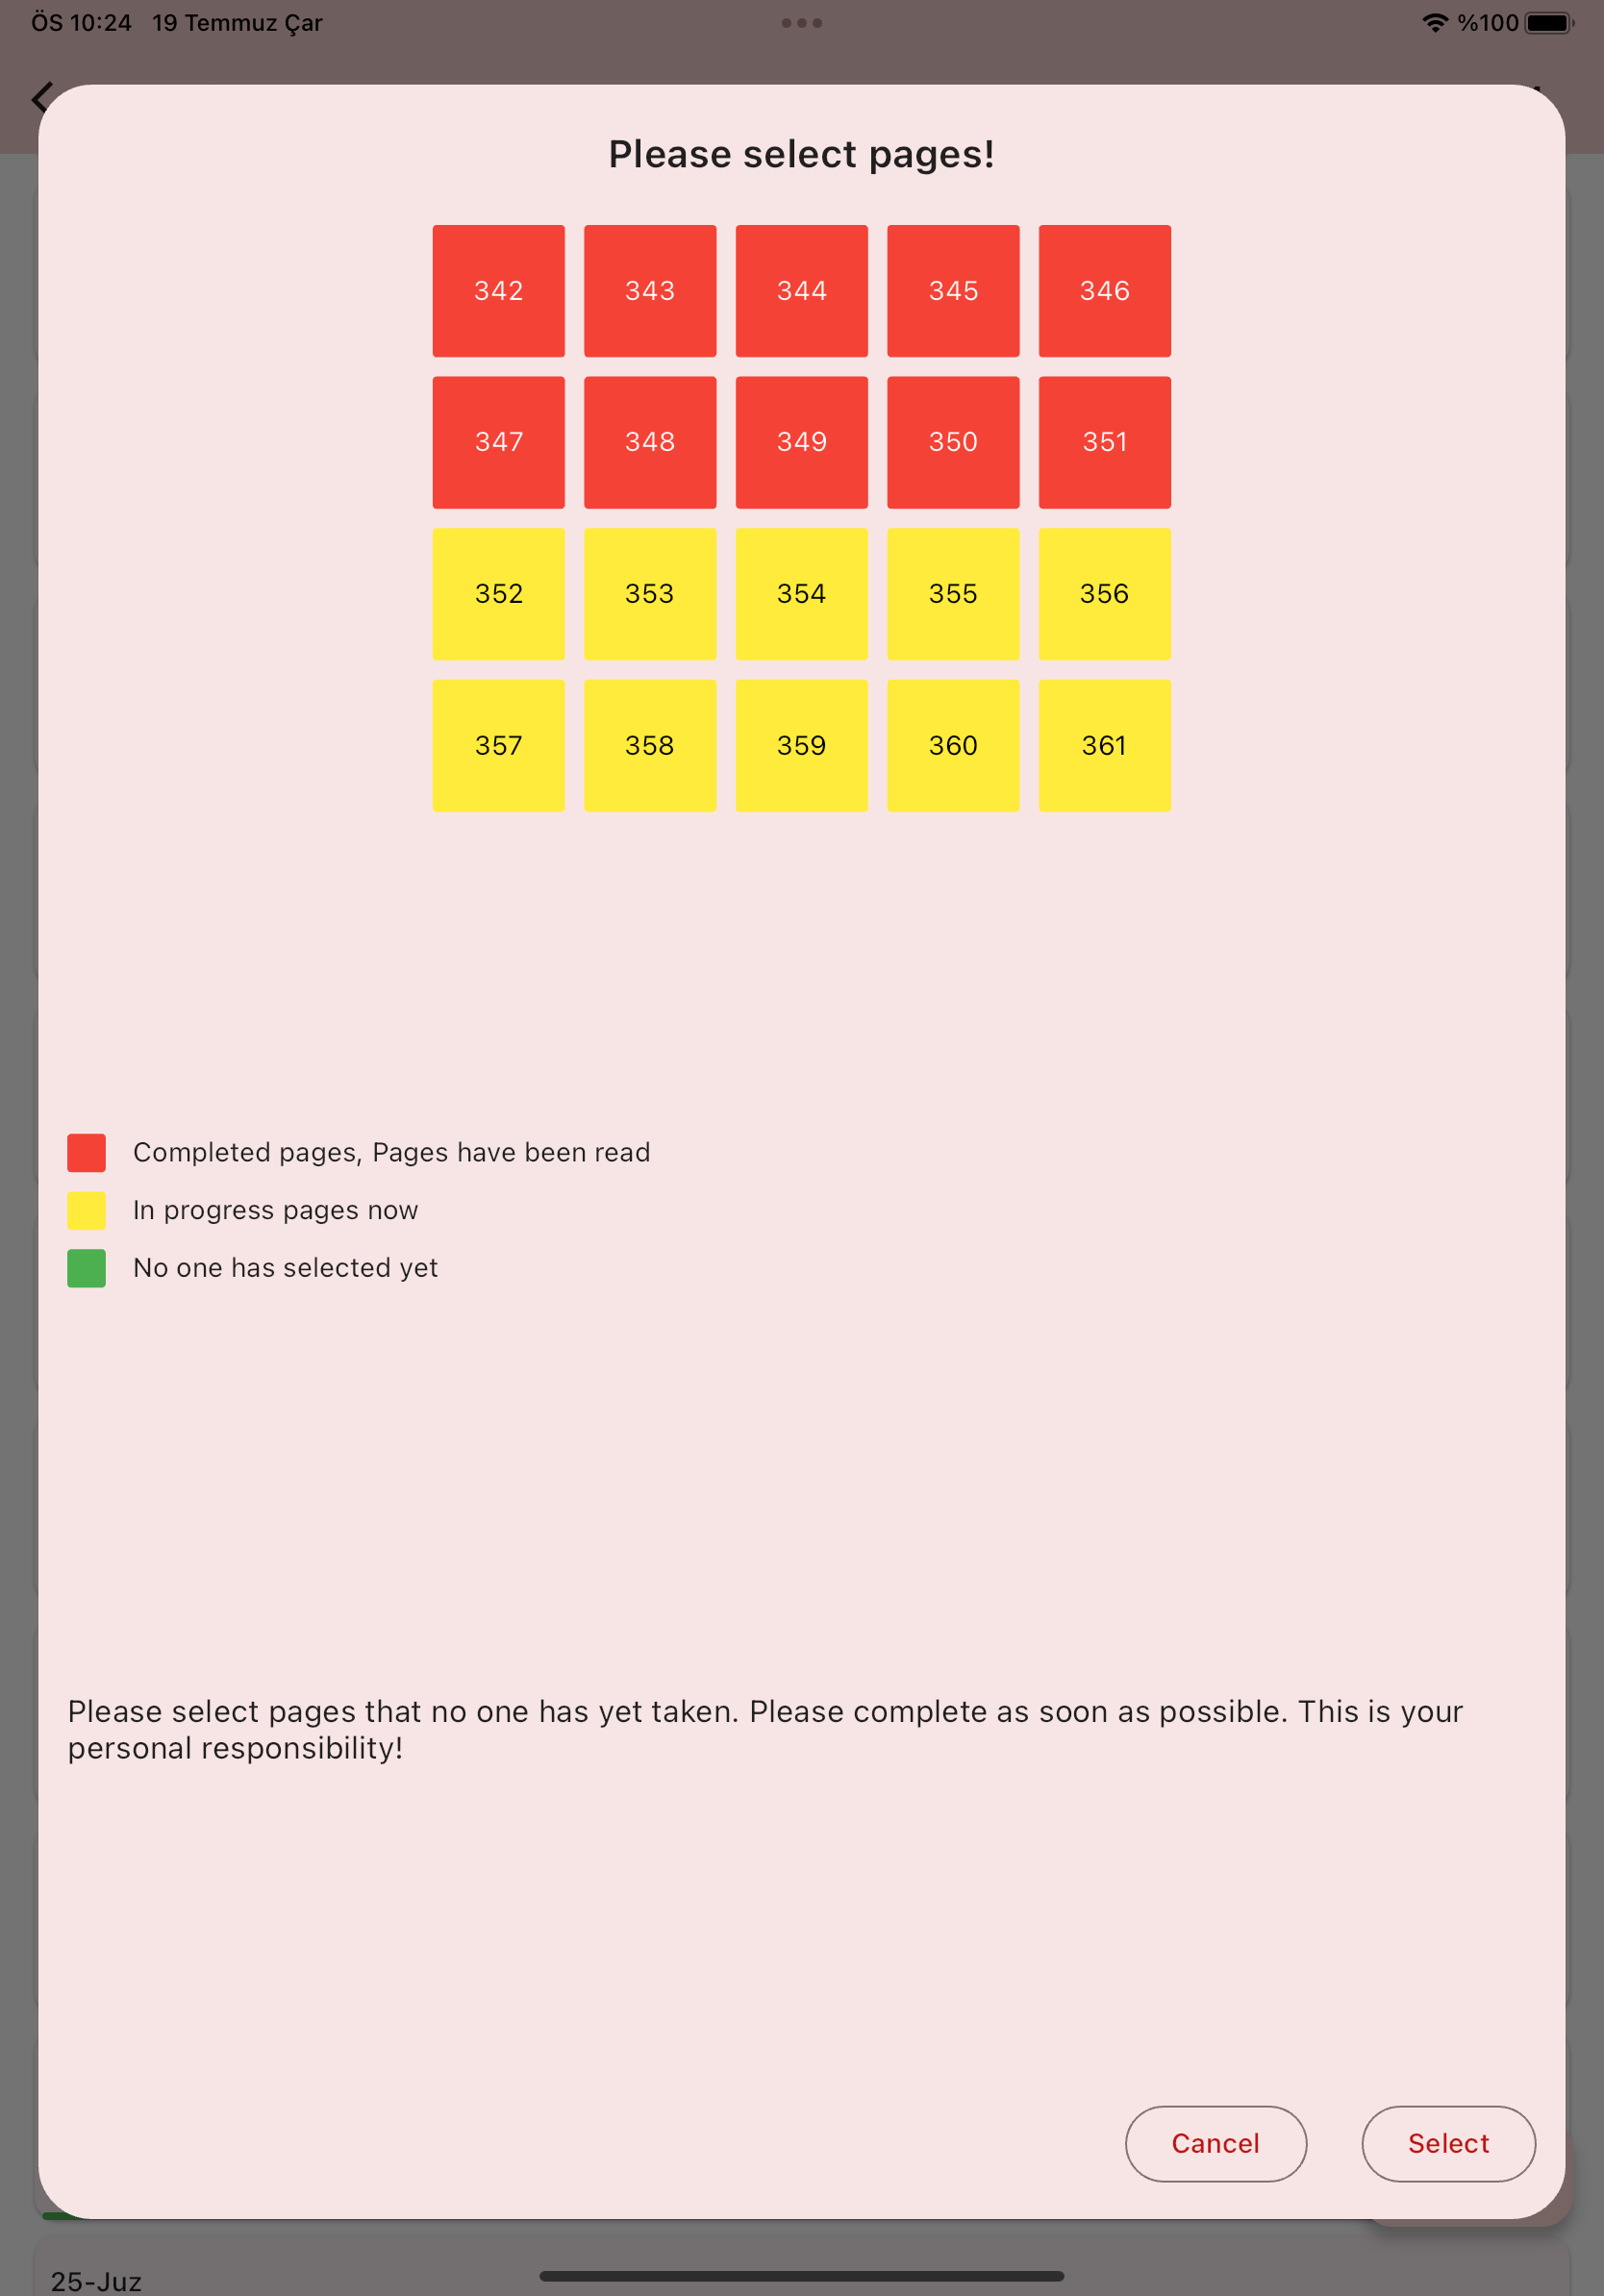 ÖS 10:24 19 Temmuz Çar %100
Please select pages!
342 343 344 345 346
347 348 349 350 351
352 353 354 355 356
357 358 359 360 361
Completed pages, Pages have been read
In progress pages now
No one has selected yet
Please select pages that no one has yet taken. Please complete as soon as possible. This is your
personal responsibility!
Cancel Select
25-Juz